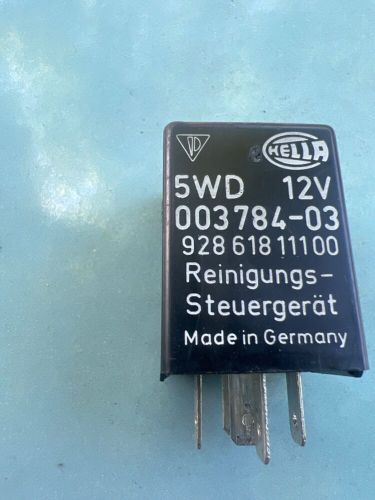 HELLA
5WD 12V
003784-03
928 618 111 00
Reinigungs-
Steuergerät
Made in Germany